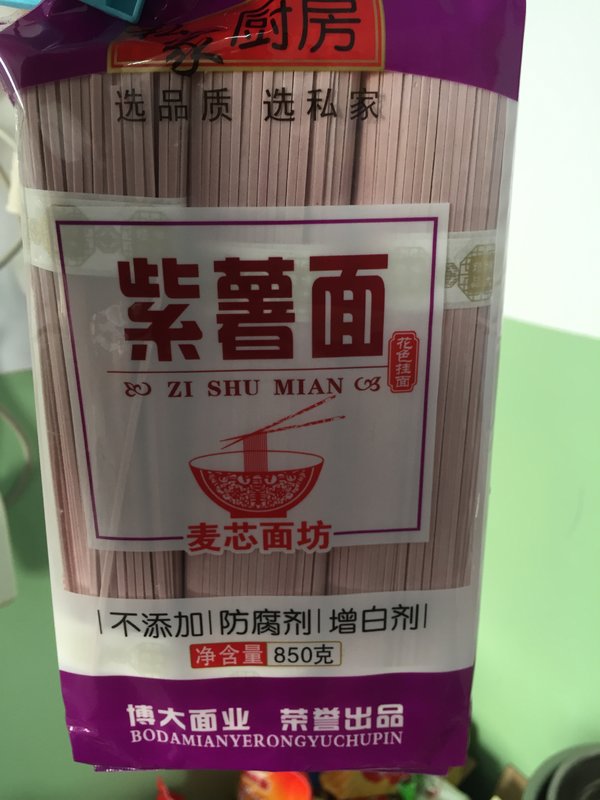 家厨房
选品质 选私家
紫薯面
花色挂面
ZI SHU MIAN
麦芯面坊
不添加|防腐剂|增白剂|
净含量 850克
博大面业 荣誉出品
BODAMIANYERONGYUCHUPIN